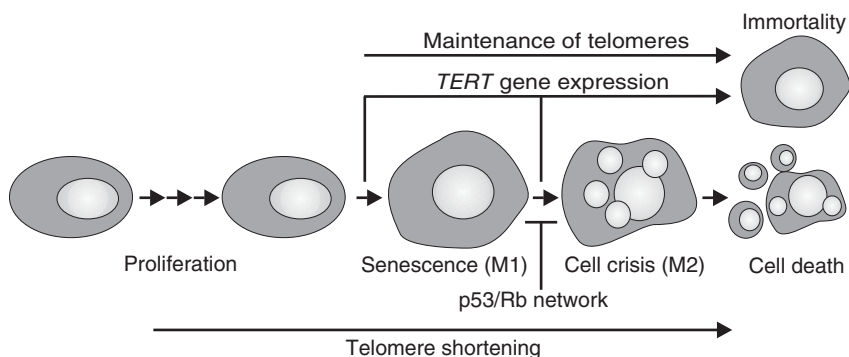 Immortality
Maintenance of telomeres
TERT gene expression
Proliferation
Senescence (M1)
Cell crisis (M2)
Cell death
p53/Rb network
Telomere shortening